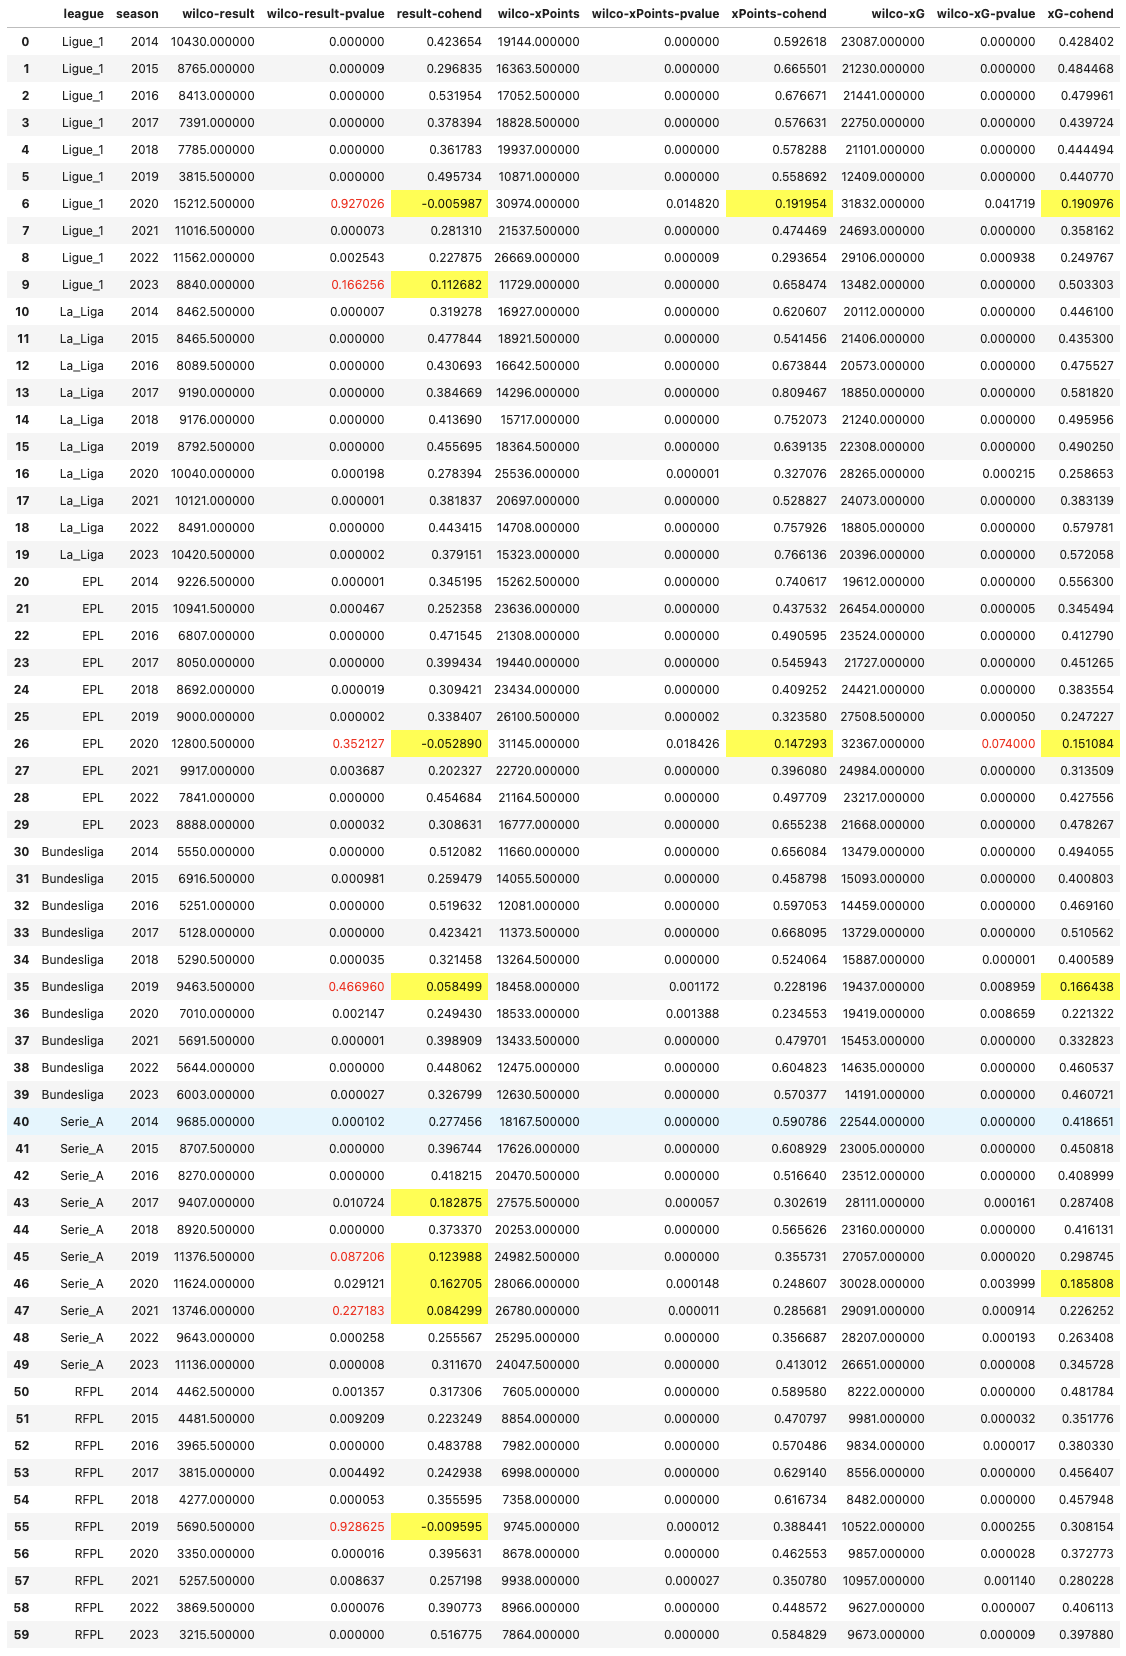 league season wilco-result wilco-result-pvalue result-cohend wilco-xPoints wilco-xPoints-pvalue xPoints-cohend wilco-xG wilco-xG-pvalue xG-cohend
0 Ligue_1 2014 10430.000000 0.000000 0.423654 19144.000000 0.000000 0.592618 23087.000000 0.000000 0.428402
1 Ligue_1 2015 8765.000000 0.000009 0.296835 16363.500000 0.000000 0.665501 21230.000000 0.000000 0.484468
2 Ligue_1 2016 8413.000000 0.000000 0.531954 17052.500000 0.000000 0.676671 21441.000000 0.000000 0.479961
3 Ligue_1 2017 7391.000000 0.000000 0.378394 18828.500000 0.000000 0.576631 22750.000000 0.000000 0.439724
4 Ligue_1 2018 7785.000000 0.000000 0.361783 19937.000000 0.000000 0.578288 21101.000000 0.000000 0.444494
5 Ligue_1 2019 3815.500000 0.000000 0.495734 10871.000000 0.000000 0.558692 12409.000000 0.000000 0.440770
6 Ligue_1 2020 15212.500000 0.927026 -0.005987 30974.000000 0.014820 0.191954 31832.000000 0.041719 0.190976
7 Ligue_1 2021 11016.500000 0.000073 0.281310 21537.500000 0.000000 0.474469 24693.000000 0.000000 0.358162
8 Ligue_1 2022 11562.000000 0.002543 0.227875 26669.000000 0.000009 0.293654 29106.000000 0.000938 0.249767
9 Ligue_1 2023 8840.000000 0.166256 0.112682 11729.000000 0.000000 0.658474 13482.000000 0.000000 0.503303
10 La_Liga 2014 8462.500000 0.000007 0.319278 16927.000000 0.000000 0.620607 20112.000000 0.000000 0.446100
11 La_Liga 2015 8465.500000 0.000000 0.477844 18921.500000 0.000000 0.541456 21406.000000 0.000000 0.435300
12 La_Liga 2016 8089.500000 0.000000 0.430693 16642.500000 0.000000 0.673844 20573.000000 0.000000 0.475527
13 La_Liga 2017 9190.000000 0.000000 0.384669 14296.000000 0.000000 0.809467 18850.000000 0.000000 0.581820
14 La_Liga 2018 9176.000000 0.000000 0.413690 15717.000000 0.000000 0.752073 21240.000000 0.000000 0.495956
15 La_Liga 2019 8792.500000 0.000000 0.455695 18364.500000 0.000000 0.639135 22308.000000 0.000000 0.490250
16 La_Liga 2020 10040.000000 0.000198 0.278394 25536.000000 0.000001 0.327076 28265.000000 0.000215 0.258653
17 La_Liga 2021 10121.000000 0.000001 0.381837 20697.000000 0.000000 0.528827 24073.000000 0.000000 0.383139
18 La_Liga 2022 8491.000000 0.000000 0.443415 14708.000000 0.000000 0.757926 18805.000000 0.000000 0.579781
19 La_Liga 2023 10420.500000 0.000002 0.379151 15323.000000 0.000000 0.766136 20396.000000 0.000000 0.572058
20 EPL 2014 9226.500000 0.000001 0.345195 15262.500000 0.000000 0.740617 19612.000000 0.000000 0.556300
21 EPL 2015 10941.500000 0.000467 0.252358 23636.000000 0.000000 0.437532 26454.000000 0.000005 0.345494
22 EPL 2016 6807.000000 0.000000 0.471545 21308.000000 0.000000 0.490595 23524.000000 0.000000 0.412790
23 EPL 2017 8050.000000 0.000000 0.399434 19440.000000 0.000000 0.545943 21727.000000 0.000000 0.451265
24 EPL 2018 8692.000000 0.000019 0.309421 23434.000000 0.000000 0.409252 24421.000000 0.000000 0.383554
25 EPL 2019 9000.000000 0.000002 0.338407 26100.500000 0.000002 0.323580 27508.500000 0.000050 0.247227
26 EPL 2020 12800.500000 0.352127 -0.052890 31145.000000 0.018426 0.147293 32367.000000 0.074000 0.151084
27 EPL 2021 9917.000000 0.003687 0.202327 22720.000000 0.000000 0.396080 24984.000000 0.000000 0.313509
28 EPL 2022 7841.000000 0.000000 0.454684 21164.500000 0.000000 0.497709 23217.000000 0.000000 0.427556
29 EPL 2023 8888.000000 0.000032 0.308631 16777.000000 0.000000 0.655238 21668.000000 0.000000 0.478267
30 Bundesliga 2014 5550.000000 0.000000 0.512082 11660.000000 0.000000 0.656084 13479.000000 0.000000 0.494055
31 Bundesliga 2015 6916.500000 0.000981 0.259479 14055.500000 0.000000 0.458798 15093.000000 0.000000 0.400803
32 Bundesliga 2016 5251.000000 0.000000 0.519632 12081.000000 0.000000 0.597053 14459.000000 0.000000 0.469160
33 Bundesliga 2017 5128.000000 0.000000 0.423421 11373.500000 0.000000 0.668095 13729.000000 0.000000 0.510562
34 Bundesliga 2018 5290.500000 0.000035 0.321458 13264.500000 0.000000 0.524064 15887.000000 0.000001 0.400589
35 Bundesliga 2019 9463.500000 0.466960 0.058499 18458.000000 0.001172 0.228196 19437.000000 0.008959 0.166438
36 Bundesliga 2020 7010.000000 0.002147 0.249430 18533.000000 0.001388 0.234553 19419.000000 0.008659 0.221322
37 Bundesliga 2021 5691.500000 0.000001 0.398909 13433.500000 0.000000 0.479701 15453.000000 0.000000 0.332823
38 Bundesliga 2022 5644.000000 0.000000 0.448062 12475.000000 0.000000 0.604823 14635.000000 0.000000 0.460537
39 Bundesliga 2023 6003.000000 0.000027 0.326799 12630.500000 0.000000 0.570377 14191.000000 0.000000 0.460721
40 Serie_A 2014 9685.000000 0.000102 0.277456 18167.500000 0.000000 0.590786 22544.000000 0.000000 0.418651
41 Serie_A 2015 8707.500000 0.000000 0.396744 17626.000000 0.000000 0.608929 23005.000000 0.000000 0.450818
42 Serie_A 2016 8270.000000 0.000000 0.418215 20470.500000 0.000000 0.516640 23512.000000 0.000000 0.408999
43 Serie_A 2017 9407.000000 0.010724 0.182875 27575.500000 0.000057 0.302619 28111.000000 0.000161 0.287408
44 Serie_A 2018 8920.500000 0.000000 0.373370 20253.000000 0.000000 0.565626 23160.000000 0.000000 0.416131
45 Serie_A 2019 11376.500000 0.087206 0.123988 24982.500000 0.000000 0.355731 27057.000000 0.000020 0.298745
46 Serie_A 2020 11624.000000 0.029121 0.162705 28066.000000 0.000148 0.248607 30028.000000 0.003999 0.185808
47 Serie_A 2021 13746.000000 0.227183 0.084299 26780.000000 0.000011 0.285681 29091.000000 0.000914 0.226252
48 Serie_A 2022 9643.000000 0.000258 0.255567 25295.000000 0.000000 0.356687 28207.000000 0.000193 0.263408
49 Serie_A 2023 11136.000000 0.000008 0.311670 24047.500000 0.000000 0.413012 26651.000000 0.000008 0.345728
50 RFPL 2014 4462.500000 0.001357 0.317306 7605.000000 0.000000 0.589580 8222.000000 0.000000 0.481784
51 RFPL 2015 4481.500000 0.009209 0.223249 8854.000000 0.000000 0.470797 9981.000000 0.000032 0.351776
52 RFPL 2016 3965.500000 0.000000 0.483788 7982.000000 0.000000 0.570486 9834.000000 0.000017 0.380330
53 RFPL 2017 3815.000000 0.004492 0.242938 6998.000000 0.000000 0.629140 8556.000000 0.000000 0.456407
54 RFPL 2018 4277.000000 0.000053 0.355595 7358.000000 0.000000 0.616734 8482.000000 0.000000 0.457948
55 RFPL 2019 5690.500000 0.928625 -0.009595 9745.000000 0.000012 0.388441 10522.000000 0.000255 0.308154
56 RFPL 2020 3350.000000 0.000016 0.395631 8678.000000 0.000000 0.462553 9857.000000 0.000028 0.372773
57 RFPL 2021 5257.500000 0.008637 0.257198 9938.000000 0.000027 0.350780 10957.000000 0.001140 0.280228
58 RFPL 2022 3869.500000 0.000076 0.390773 8966.000000 0.000000 0.448572 9627.000000 0.000007 0.406113
59 RFPL 2023 3215.500000 0.000000 0.516775 7864.000000 0.000000 0.584829 9673.000000 0.000009 0.397880